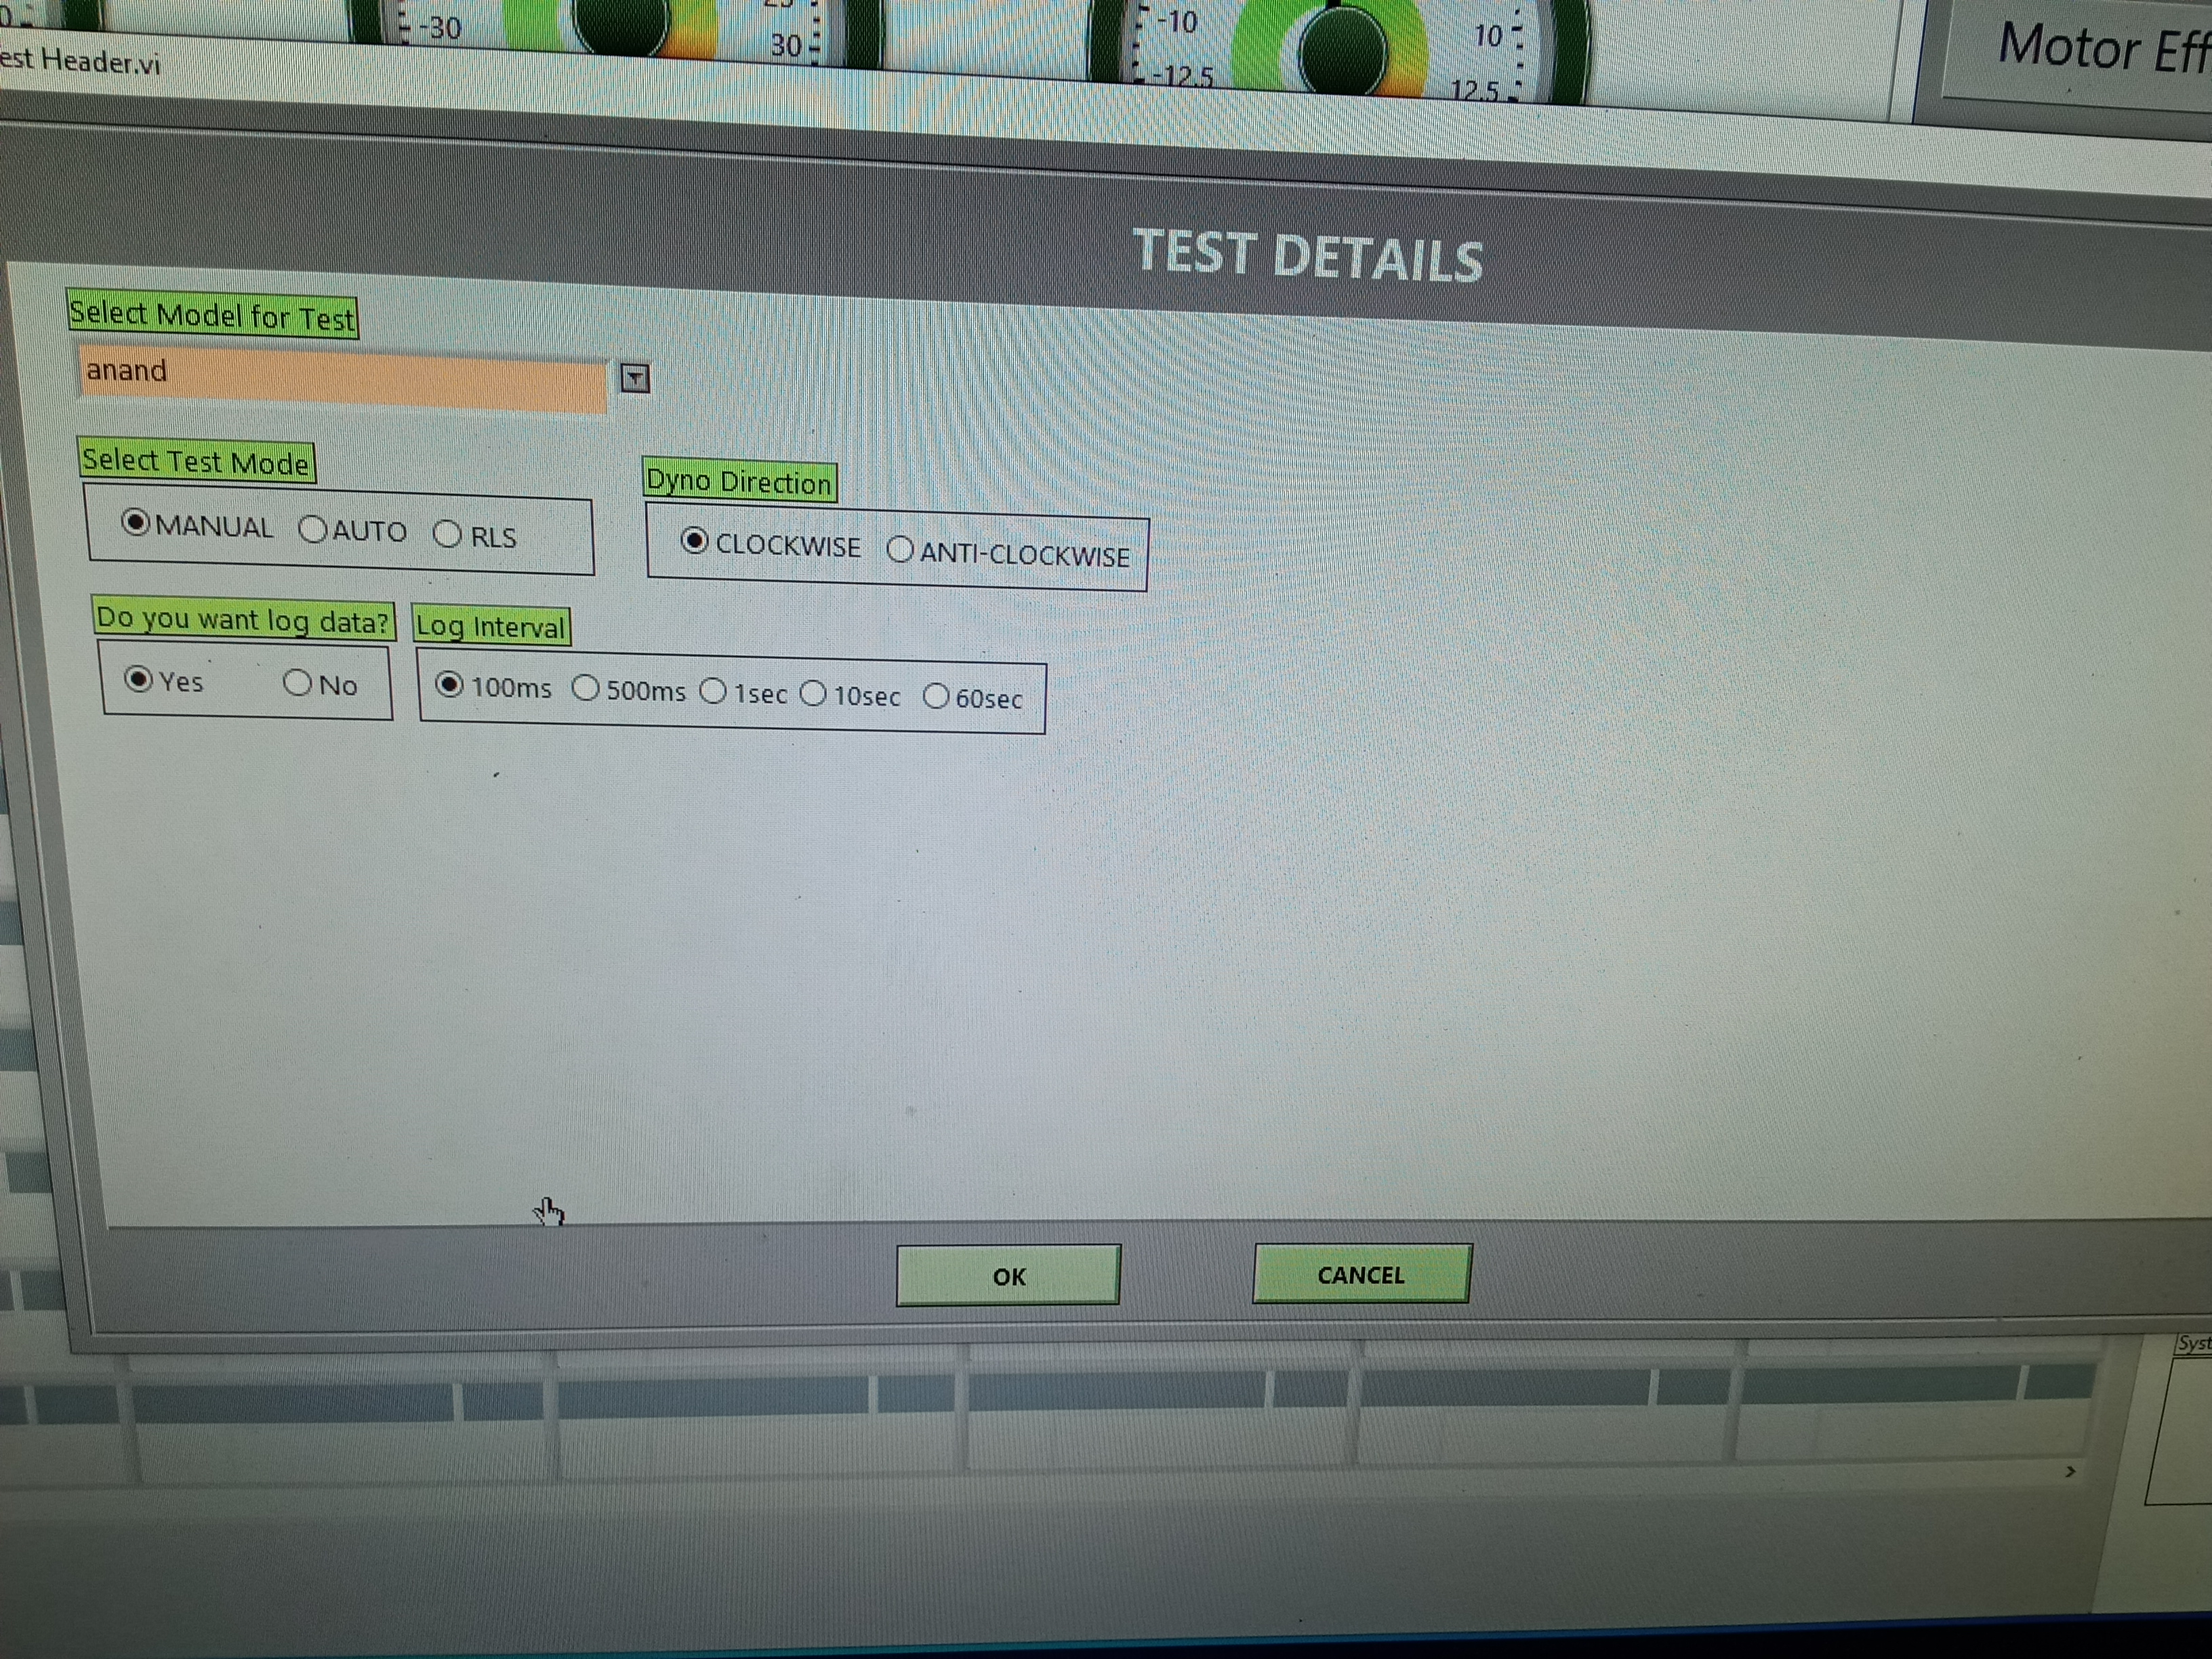 -30
30
-10
-12.5
10
12.5
Motor Eff
est Header.vi
TEST DETAILS
Select Model for Test
anand
Select Test Mode
Dyno Direction
MANUAL AUTO RLS
CLOCKWISE ANTI-CLOCKWISE
Do you want log data? Log Interval
Yes No
100ms 500ms 1sec 10sec 60sec
OK CANCEL
Syst